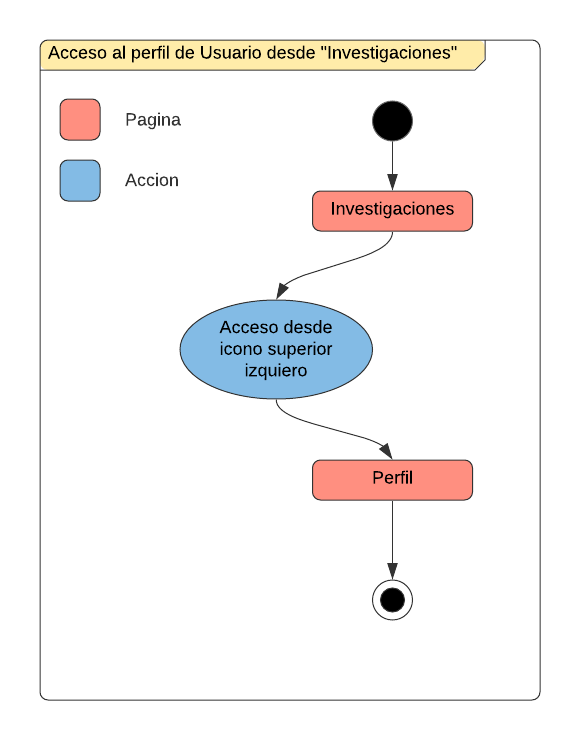 Acceso al perfil de Usuario desde "Investigaciones"
Pagina
Accion
Investigaciones
Acceso desde
icono superior
izquiero
Perfil